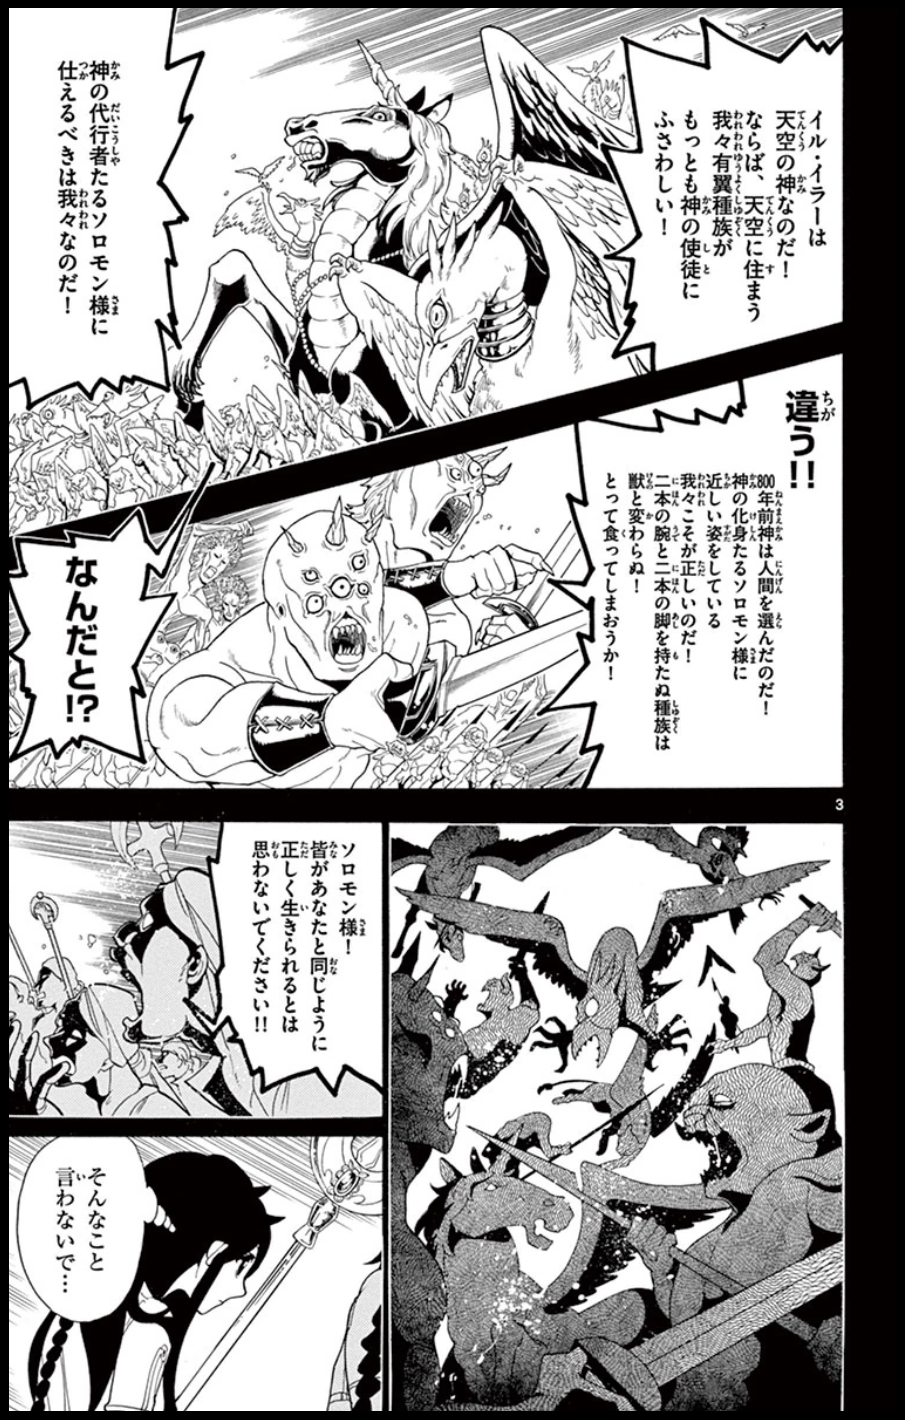 イル・イラーは
天空の神なのだ！
ならば、天空に住まう
我々有翼種族が
もっとも神の使徒に
ふさわしい！
神の代行者たるソロモン様に
仕えるべきは我々なのだ！
違う!!
800年前神は人間を選んだのだ！
神の化身たるソロモン様に
近しい姿をしている
我々こそが正しいのだ！
二本の腕と二本の脚を持たぬ種族は
獣と変わらぬ！
とって食ってしまおうか！
なんだと!?
3
ソロモン様！
皆があなたと同じように
正しく生きられるとは
思わないでください!!
そんなこと
言わないで…